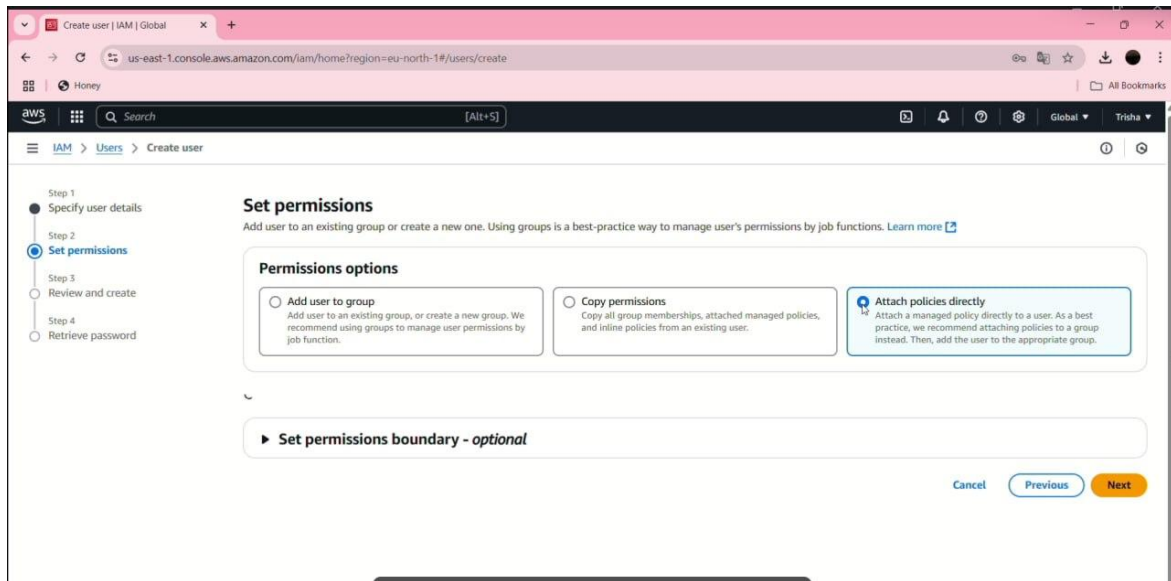 Create user | IAM | Global
us-east-1.console.aws.amazon.com/iam/home?region=eu-north-1#/users/create
Honey
All Bookmarks
aws
Search
[Alt+S]
Global
Trisha
IAM > Users > Create user
Step 1
Specify user details
Step 2
Set permissions
Step 3
Review and create
Step 4
Retrieve password
Set permissions
Add user to an existing group or create a new one. Using groups is a best-practice way to manage user's permissions by job functions. Learn more
Permissions options
Add user to group
Add user to an existing group, or create a new group. We
recommend using groups to manage user permissions by
job function.
Copy permissions
Copy all group memberships, attached managed policies,
and inline policies from an existing user.
Attach policies directly
Attach a managed policy directly to a user. As a best
practice, we recommend attaching policies to a group
instead. Then, add the user to the appropriate group.
Set permissions boundary - optional
Cancel
Previous
Next